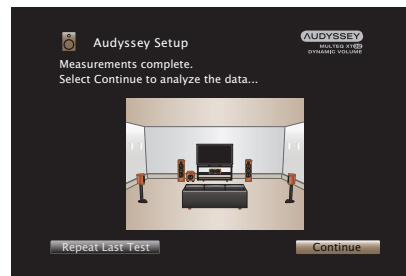 Audyssey Setup
AUDYSSEY
MULTEQ XT32
DYNAMIC VOLUME
Measurements complete.
Select Continue to analyze the data...
Repeat Last Test
Continue